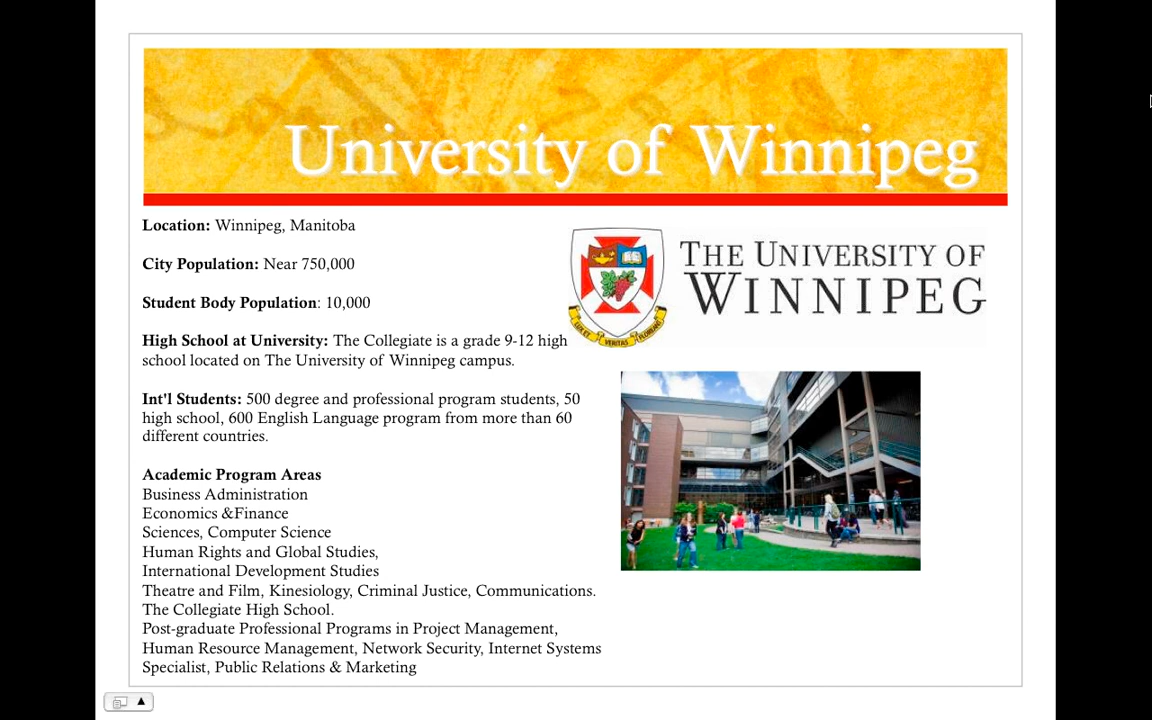 University of Winnipeg
Location: Winnipeg, Manitoba
City Population: Near 750,000
Student Body Population: 10,000
High School at University: The Collegiate is a grade 9-12 high
school located on The University of Winnipeg campus.
Int'l Students: 500 degree and professional program students, 50
high school, 600 English Language program from more than 60
different countries.
Academic Program Areas
Business Administration
Economics &Finance
Sciences, Computer Science
Human Rights and Global Studies,
International Development Studies
Theatre and Film, Kinesiology, Criminal Justice, Communications.
The Collegiate High School.
Post-graduate Professional Programs in Project Management,
Human Resource Management, Network Security, Internet Systems
Specialist, Public Relations & Marketing
THE UNIVERSITY OF
WINNIPEG
LUX ET VERITAS FLOREANT